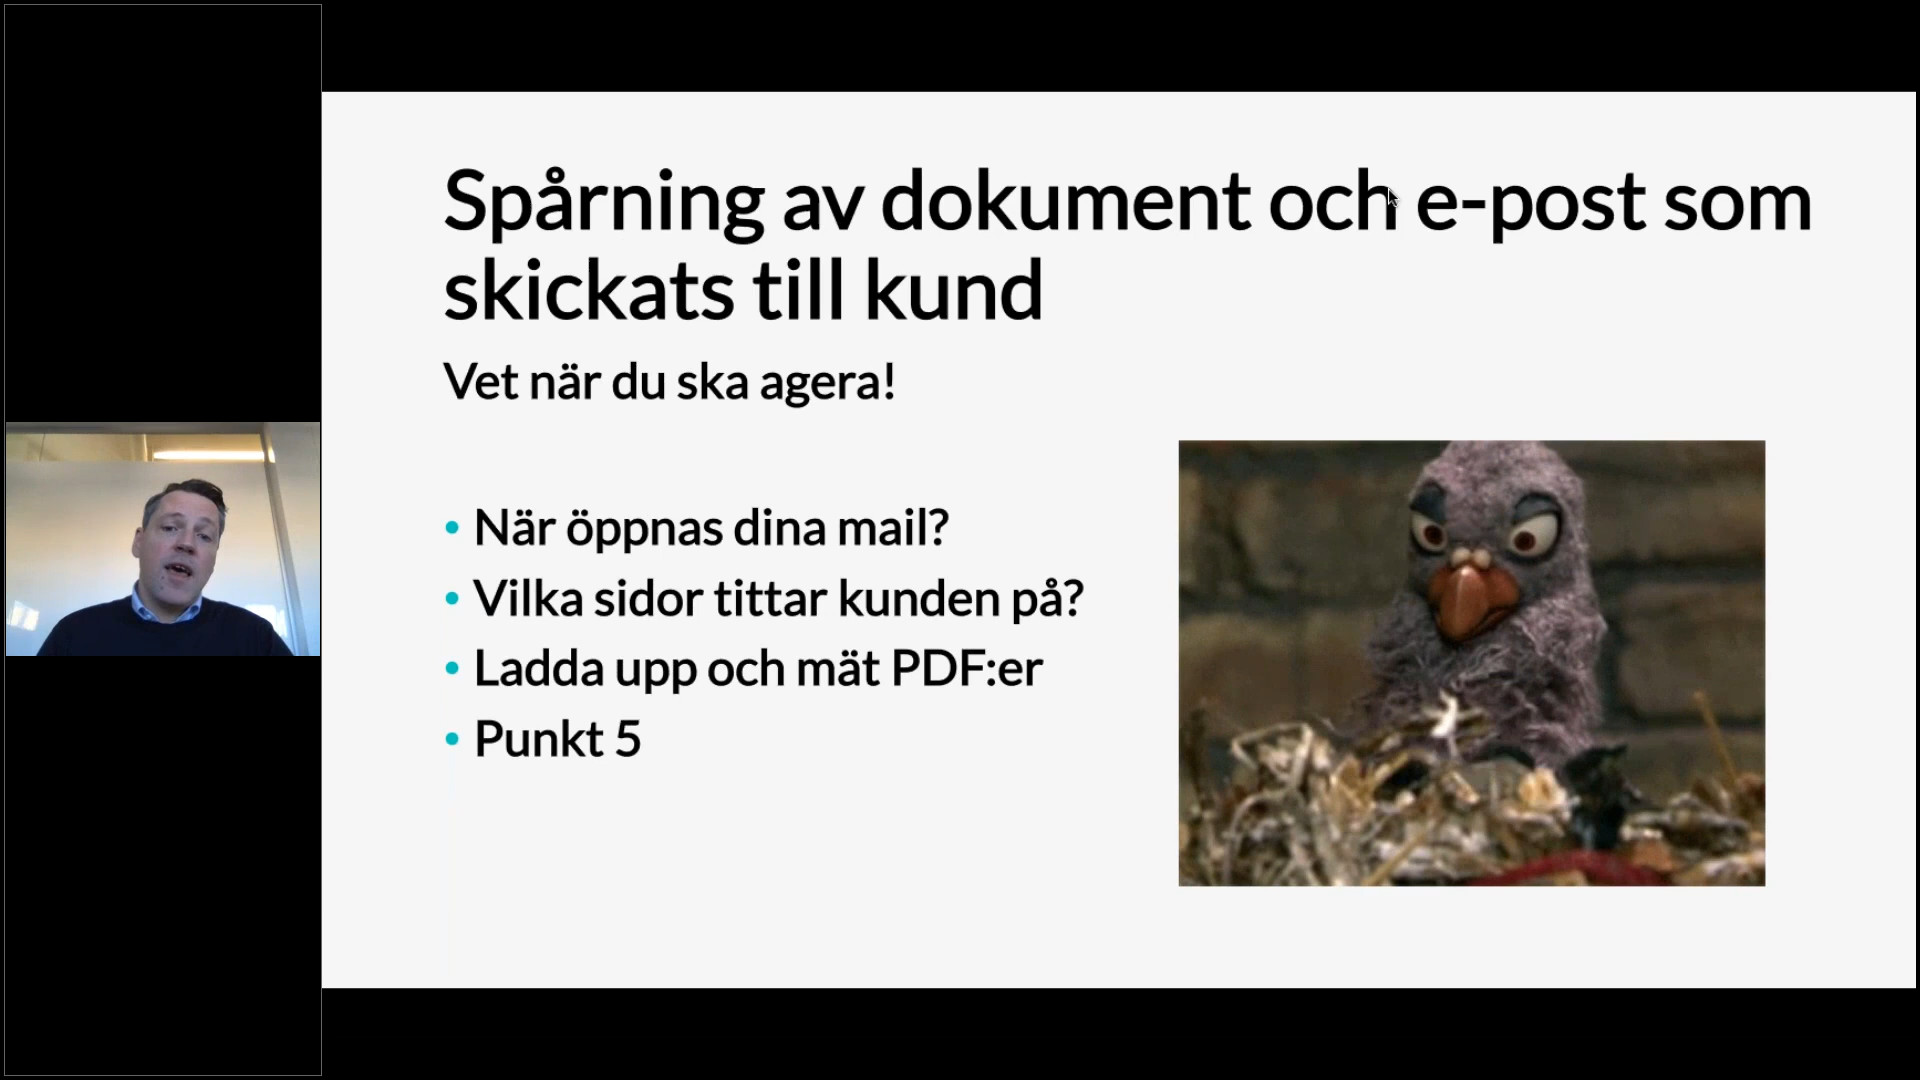 Spårning av dokument och e-post som
skickats till kund
Vet när du ska agera!
• När öppnas dina mail?
• Vilka sidor tittar kunden på?
• Ladda upp och mät PDF:er
• Punkt 5